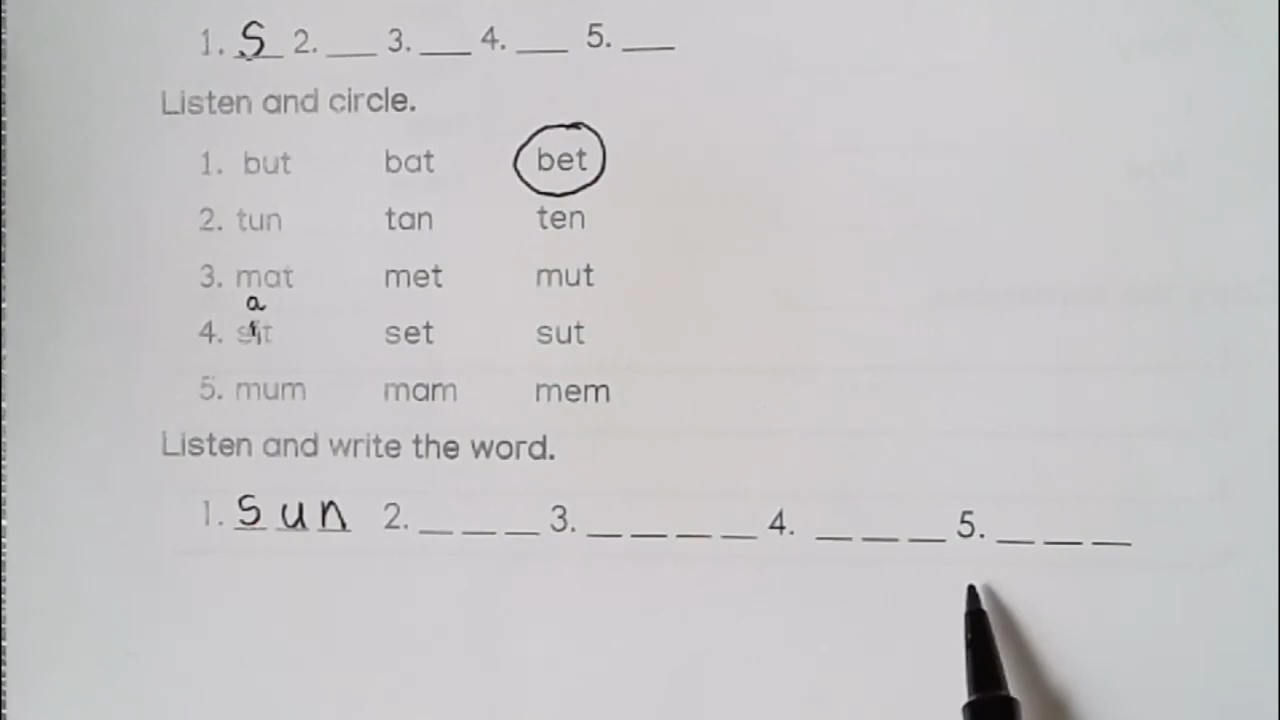 1. S 2. ___ 3. ___ 4. ___ 5. ___
Listen and circle.
1. but bat bet
2. tun tan ten
3. mat met mut
a
4. sit set sut
5. mum mam mem
Listen and write the word.
1. sun 2. _ _ _ 3. _ _ _ _ 4. _ _ _ 5. _ _ _